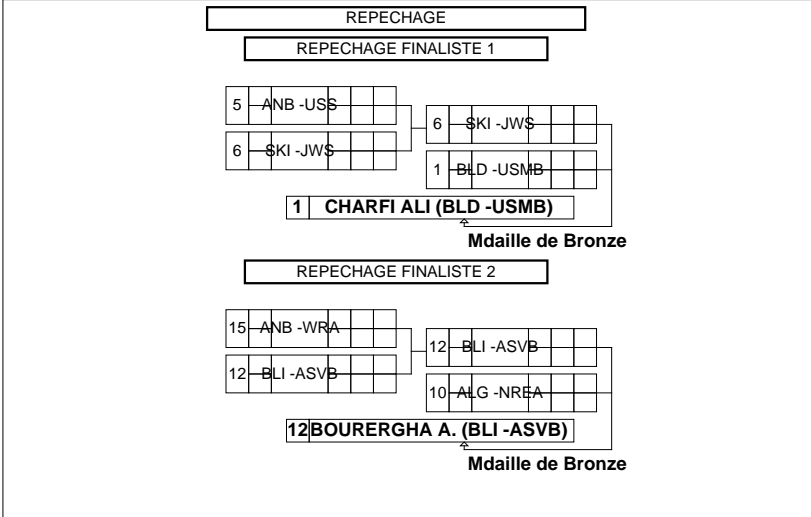 REPECHAGE
REPECHAGE FINALISTE 1
5 ANB -USS
6 SKI -JWS
6 SKI -JWS
1 BLD -USMB
1 CHARFI ALI (BLD -USMB)
Mdaille de Bronze
REPECHAGE FINALISTE 2
15 ANB -WRA
12 BLI -ASVB
12 BLI -ASVB
10 ALG -NREA
12 BOURERGHA A. (BLI -ASVB)
Mdaille de Bronze